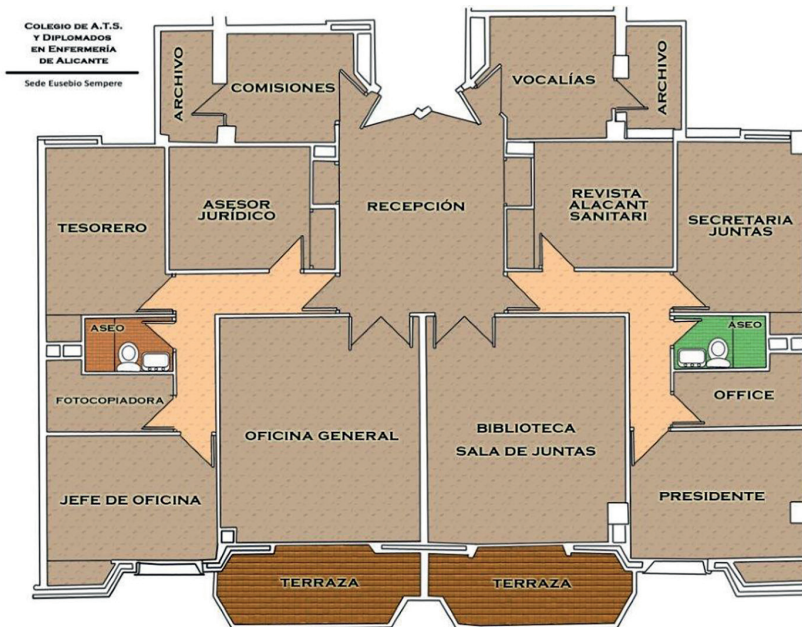 COLEGIO DE A.T.S.
Y DIPLOMADOS
EN ENFERMERÍA
DE ALICANTE
Sede Eusebio Sempere
ARCHIVO
COMISIONES
VOCALÍAS
ARCHIVO
TESORERO
ASESOR
JURÍDICO
RECEPCIÓN
REVISTA
ALACANT
SANITARI
SECRETARIA
JUNTAS
ASEO
ASEO
FOTOCOPIADORA
OFICINA GENERAL
BIBLIOTECA
SALA DE JUNTAS
OFFICE
JEFE DE OFICINA
PRESIDENTE
TERRAZA
TERRAZA